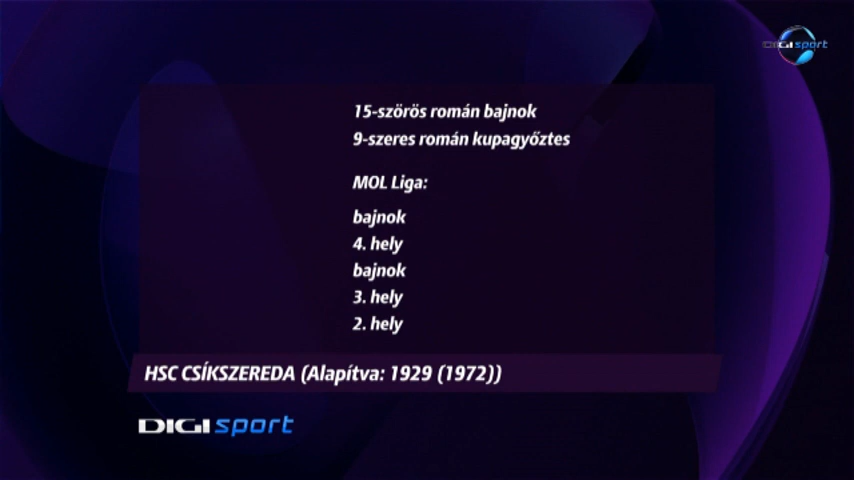 DIGI sport
15-szörös román bajnok
9-szeres román kupagyőztes
MOL Liga:
bajnok
4. hely
bajnok
3. hely
2. hely
HSC CSÍKSZEREDA (Alapítva: 1929 (1972))
DIGI sport